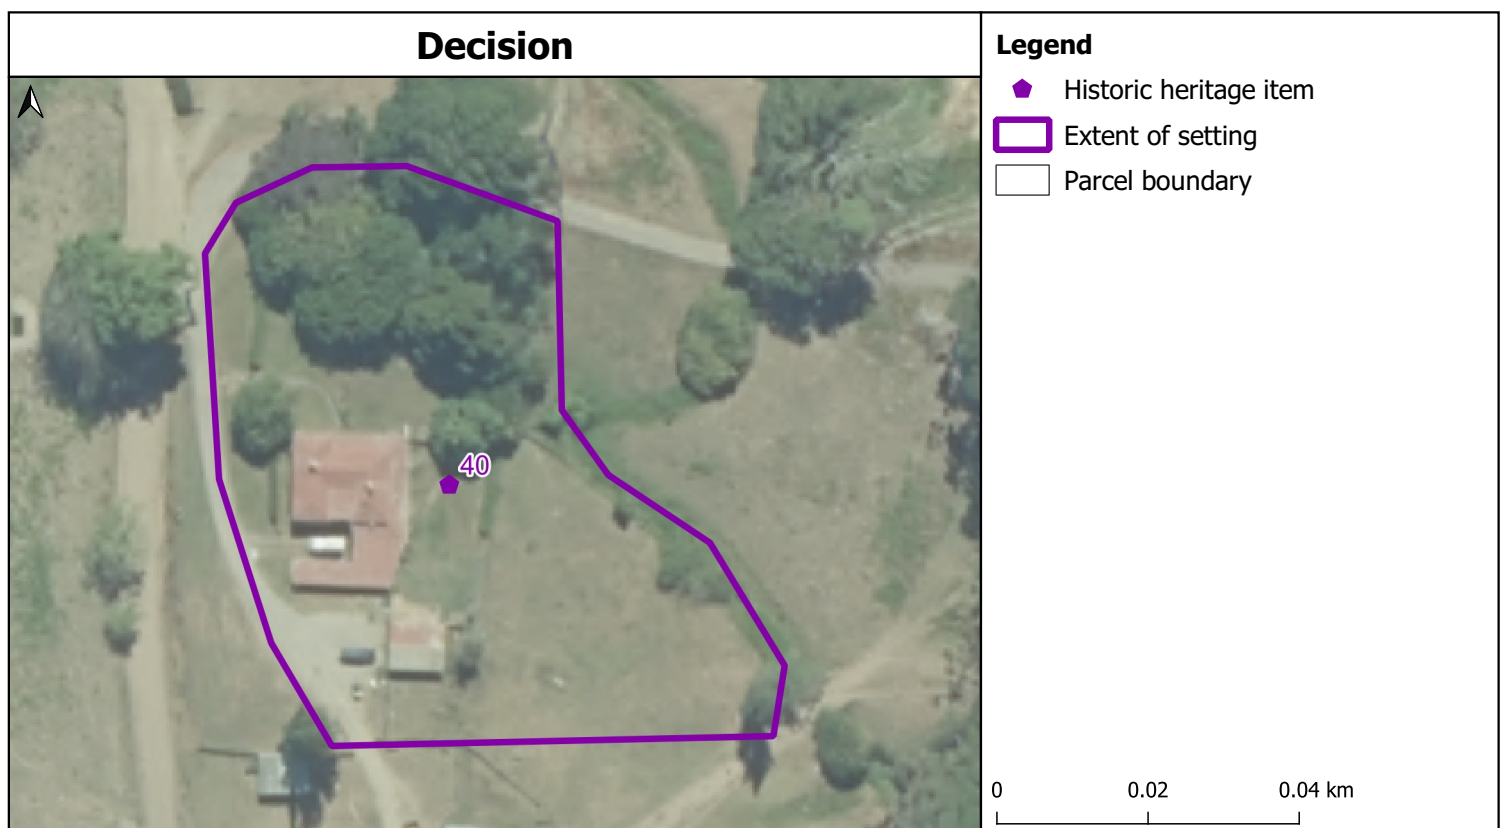 Decision
40
Legend
Historic heritage item
Extent of setting
Parcel boundary
0 0.02 0.04 km